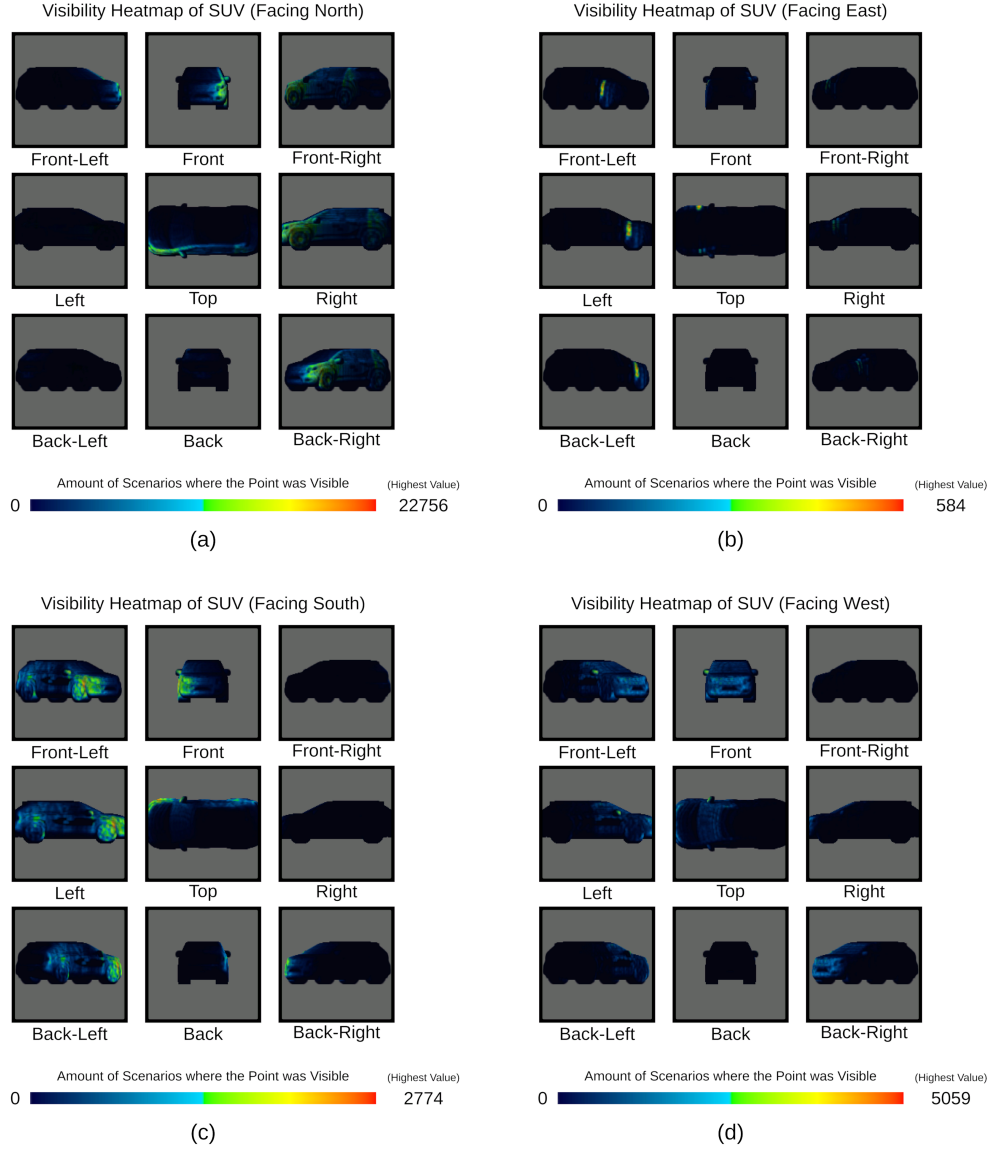 Visibility Heatmap of SUV (Facing North)
Front-Left Front Front-Right
Left Top Right
Back-Left Back Back-Right
Amount of Scenarios where the Point was Visible (Highest Value)
0 22756
(a)
Visibility Heatmap of SUV (Facing East)
Front-Left Front Front-Right
Left Top Right
Back-Left Back Back-Right
Amount of Scenarios where the Point was Visible (Highest Value)
0 584
(b)
Visibility Heatmap of SUV (Facing South)
Front-Left Front Front-Right
Left Top Right
Back-Left Back Back-Right
Amount of Scenarios where the Point was Visible (Highest Value)
0 2774
(c)
Visibility Heatmap of SUV (Facing West)
Front-Left Front Front-Right
Left Top Right
Back-Left Back Back-Right
Amount of Scenarios where the Point was Visible (Highest Value)
0 5059
(d)